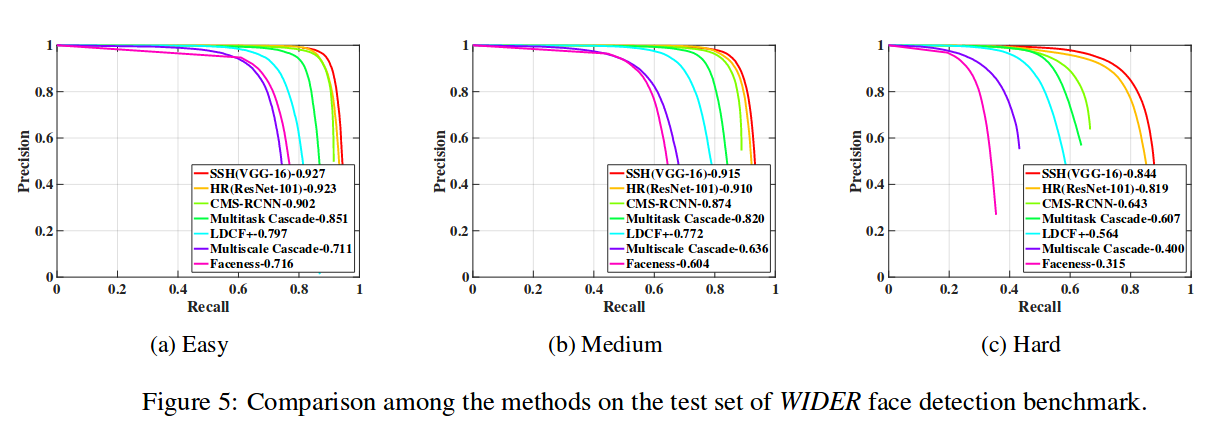 1
0.8
0.6
0.4
0.2
0
Precision
0 0.2 0.4 0.6 0.8 1
Recall
SSH(VGG-16)-0.927
HR(ResNet-101)-0.923
CMS-RCNN-0.902
Multitask Cascade-0.851
LDCF+-0.797
Multiscale Cascade-0.711
Faceness-0.716
(a) Easy
1
0.8
0.6
0.4
0.2
0
Precision
0 0.2 0.4 0.6 0.8 1
Recall
SSH(VGG-16)-0.915
HR(ResNet-101)-0.910
CMS-RCNN-0.874
Multitask Cascade-0.820
LDCF+-0.772
Multiscale Cascade-0.636
Faceness-0.604
(b) Medium
1
0.8
0.6
0.4
0.2
0
Precision
0 0.2 0.4 0.6 0.8 1
Recall
SSH(VGG-16)-0.844
HR(ResNet-101)-0.819
CMS-RCNN-0.643
Multitask Cascade-0.607
LDCF+-0.564
Multiscale Cascade-0.400
Faceness-0.315
(c) Hard
Figure 5: Comparison among the methods on the test set of WIDER face detection benchmark.